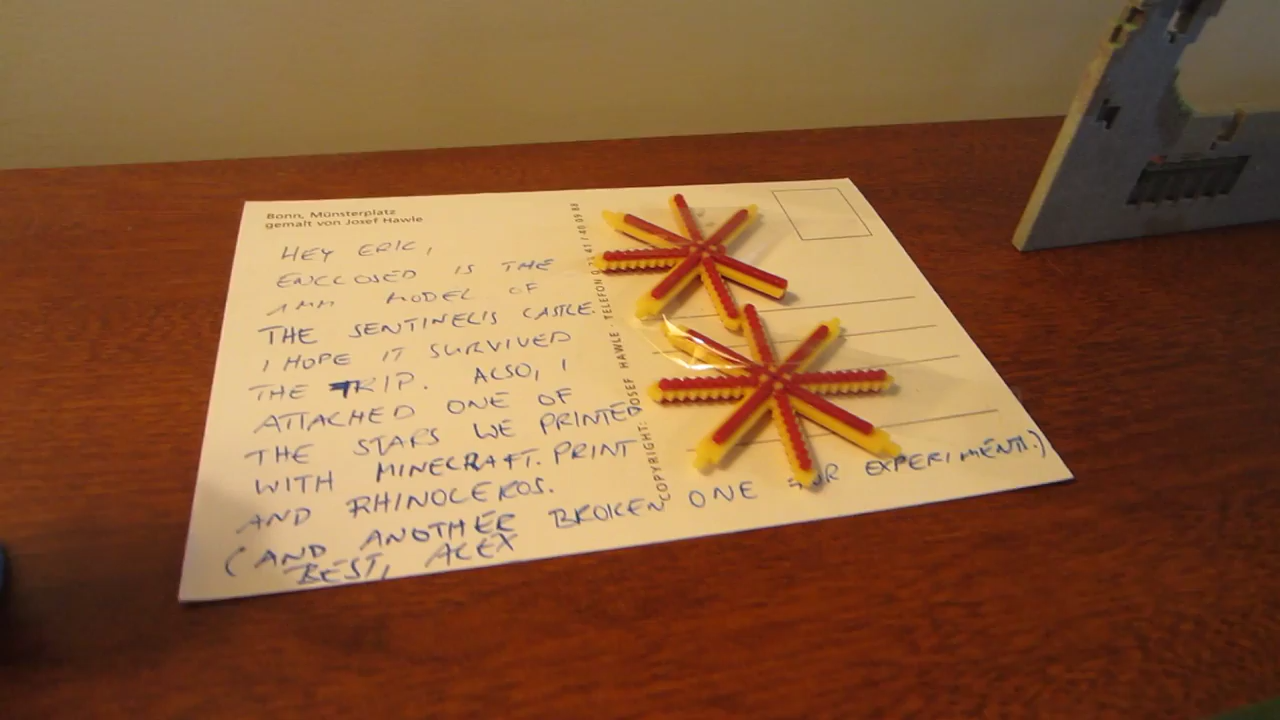 Bonn, Münsterplatz
gemalt von Josef Hawle
HEY ERIC,
ENCLOSED IS THE
1MM MODEL OF
THE SENTINELIS CASTLE.
I HOPE IT SURVIVED
THE TRIP. ALSO, I
ATTACHED ONE OF
THE STARS WE PRINTED
WITH MINECRAFT.PRINT
AND RHINOCEROS.
(AND ANOTHER BROKEN ONE FOR EXPERIMENT!.)
BEST, ALEX
COPYRIGHT: JOSEF HAWLE · TELEFON